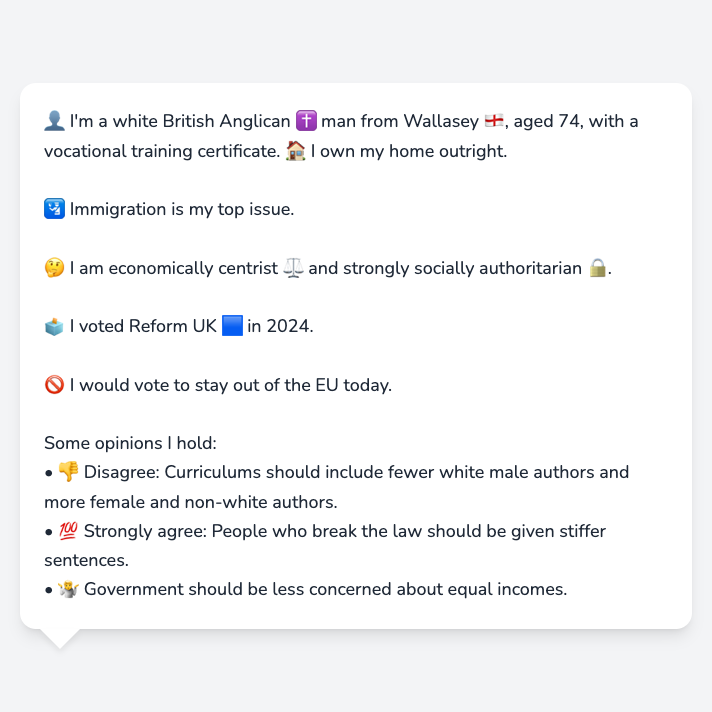 👤 I'm a white British Anglican ✝️ man from Wallasey 🏴󠁧󠁢󠁥󠁮󠁧󠁿, aged 74, with a
vocational training certificate. 🏠 I own my home outright.
🛂 Immigration is my top issue.
🤔 I am economically centrist ⚖️ and strongly socially authoritarian 🔒.
🗳️ I voted Reform UK 🟦 in 2024.
🚫 I would vote to stay out of the EU today.
Some opinions I hold:
• 👎 Disagree: Curriculums should include fewer white male authors and
more female and non-white authors.
• 💯 Strongly agree: People who break the law should be given stiffer
sentences.
• 🤷 Government should be less concerned about equal incomes.